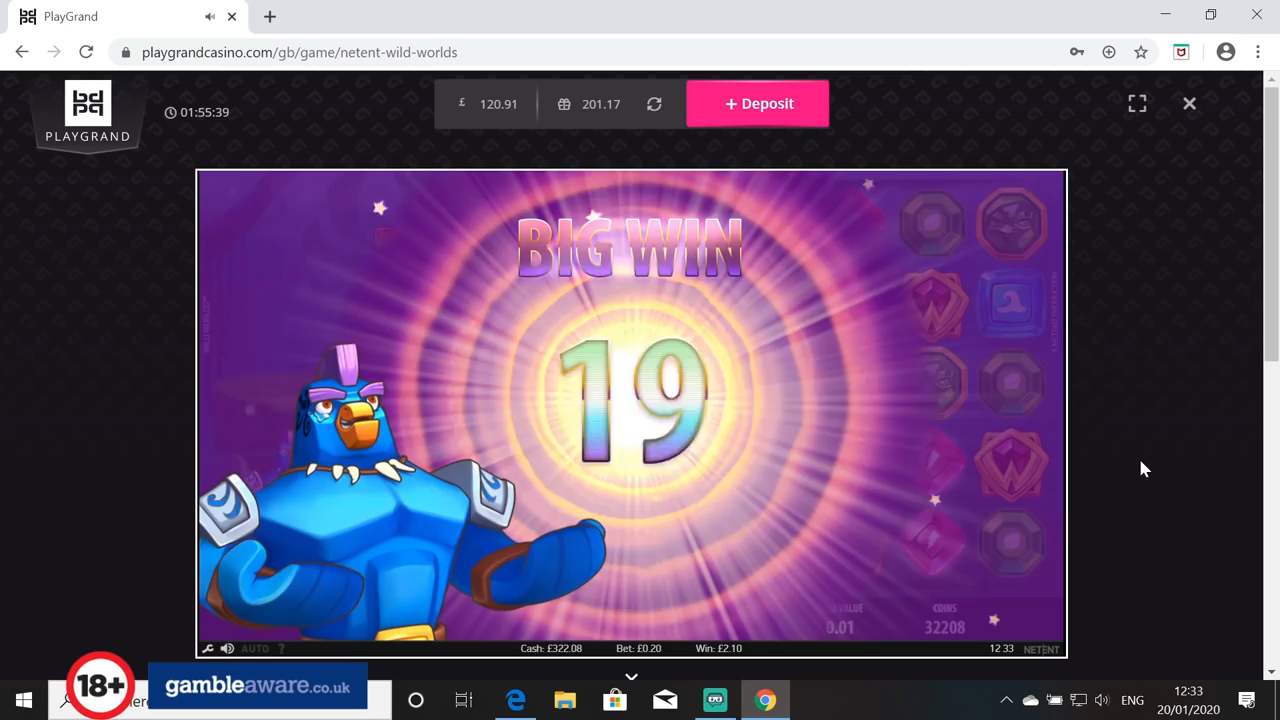 PlayGrand
playgrandcasino.com/gb/game/netent-wild-worlds
PLAYGRAND
01:55:39
£ 120.91
201.17
+ Deposit
BIG WIN
19
VALUE
COINS
0.01
32208
AUTO ?
Cash: £322.08
Bet: £0.20
Win: £2.10
12 33
NETENT
18+
gambleaware.co.uk
here
ENG
12:33
20/01/2020